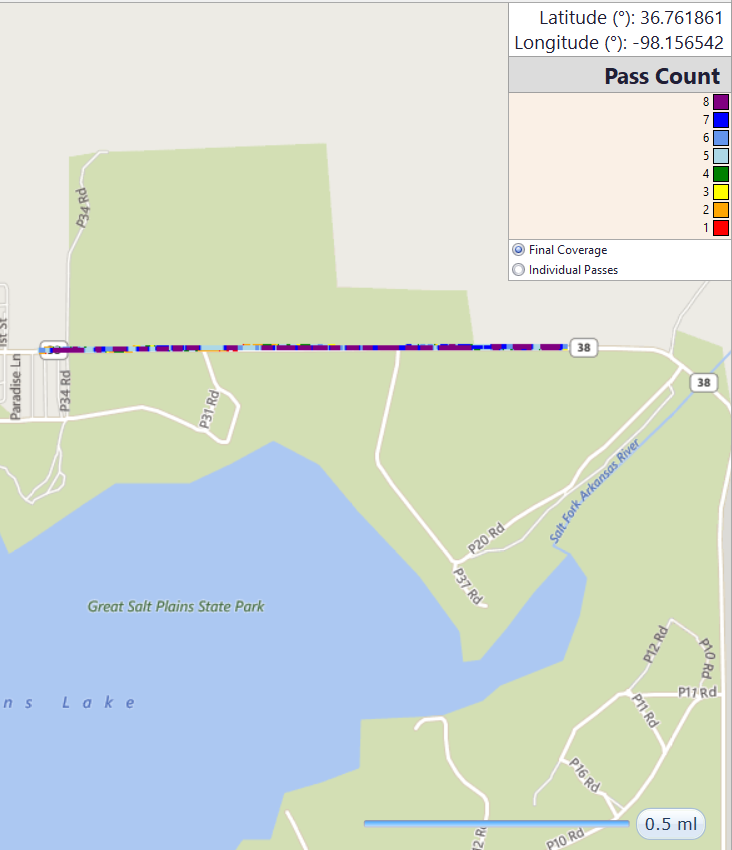 Latitude (°): 36.761861
Longitude (°): -98.156542
Pass Count
8
7
6
5
4
3
2
1
Final Coverage
Individual Passes
P34 Rd
Paradise Ln
P34 Rd
P31 Rd
38
38
Salt Fork Arkansas River
P20 Rd
P37 Rd
Great Salt Plains State Park
ns Lake
P12 Rd
P10 Rd
P11 Rd
P11 Rd
P16 Rd
P10 Rd
0.5 ml